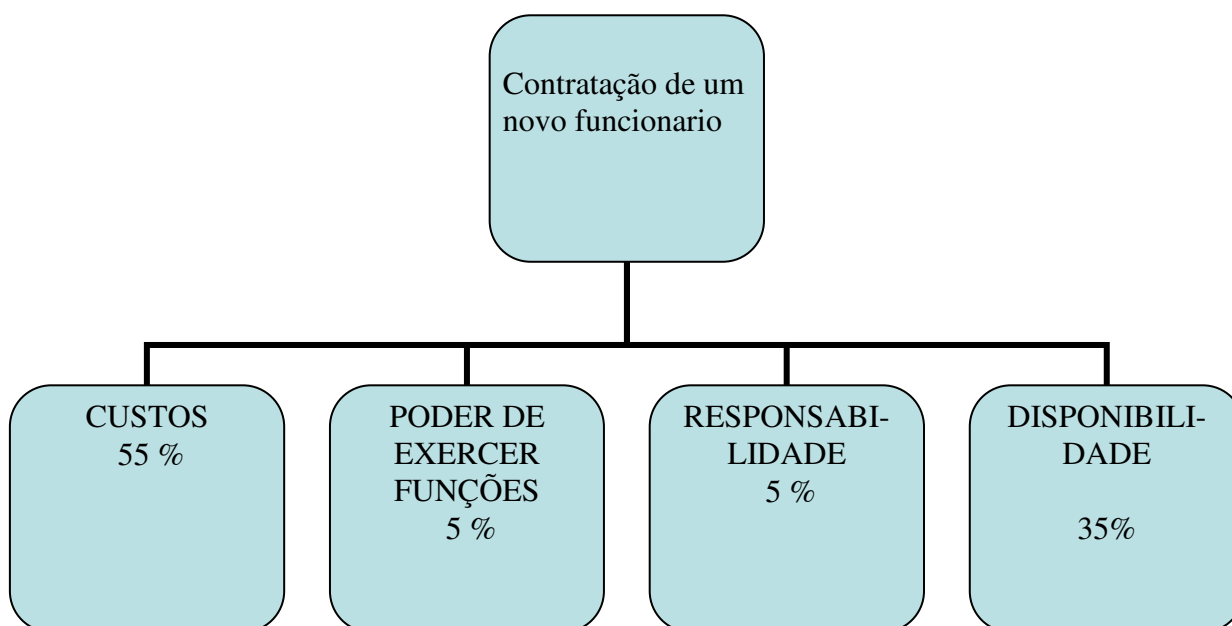 Contratação de um
novo funcionario
CUSTOS
55 %
PODER DE
EXERCER
FUNÇÕES
5 %
RESPONSABI-
LIDADE
5 %
DISPONIBILI-
DADE
35%